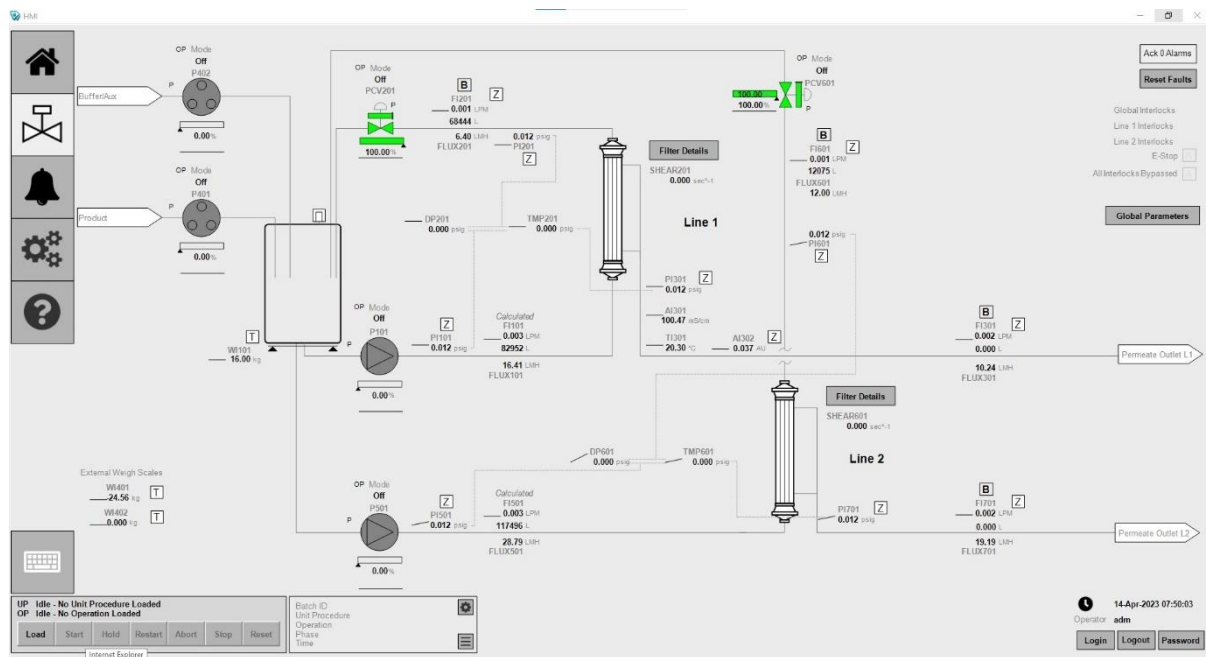 HMI
OP Mode
Off
P402
P
Buffer/Aux
0.00%
OP Mode
Off
P401
P
Product
0.00%
OP Mode
Off
PCV201
P
100.00%
B
FI201
Z
0.001 LPM
68444 L
6.40 LMH
FLUX201
0.012 psig
PI201
Z
OP Mode
Off
PCV601
100.00
100.00%
P
B
FI601
Z
0.001 LPM
12075 L
FLUX601
12.00 LMH
0.012 psig
PI601
Z
Ack 0 Alarms
Reset Faults
Global Interlocks
Line 1 Interlocks
Line 2 Interlocks
E-Stop
All Interlocks Bypassed
Global Parameters
Filter Details
SHEAR201
0.000 sec^-1
Line 1
DP201
0.000 psig
TMP201
0.000 psig
PI301
Z
0.012 psig
AI301
100.47 mS/cm
TI301
20.30 °C
AI302
Z
0.037 AU
T
WI101
16.00 kg
OP Mode
Off
P101
P
0.00%
Z
PI101
0.012 psig
Calculated
FI101
0.003 LPM
82952 L
16.41 LMH
FLUX101
B
FI301
Z
0.002 LPM
0.000 L
10.24 LMH
FLUX301
Permeate Outlet L1
Filter Details
SHEAR601
0.000 sec^-1
Line 2
DP601
0.000 psig
TMP601
0.000 psig
External Weigh Scales
WI401
24.56 kg
T
WI402
0.000 kg
T
OP Mode
Off
P501
P
0.00%
Z
PI501
0.012 psig
Calculated
FI501
0.003 LPM
117496 L
28.79 LMH
FLUX501
PI701
Z
0.012 psig
B
FI701
Z
0.002 LPM
0.000 L
19.19 LMH
FLUX701
Permeate Outlet L2
UP Idle - No Unit Procedure Loaded
OP Idle - No Operation Loaded
Load Start Hold Restart Abort Stop Reset
Internet Explorer
Batch ID
Unit Procedure
Operation
Phase
Time
14-Apr-2023 07:50:03
Operator adm
Login Logout Password